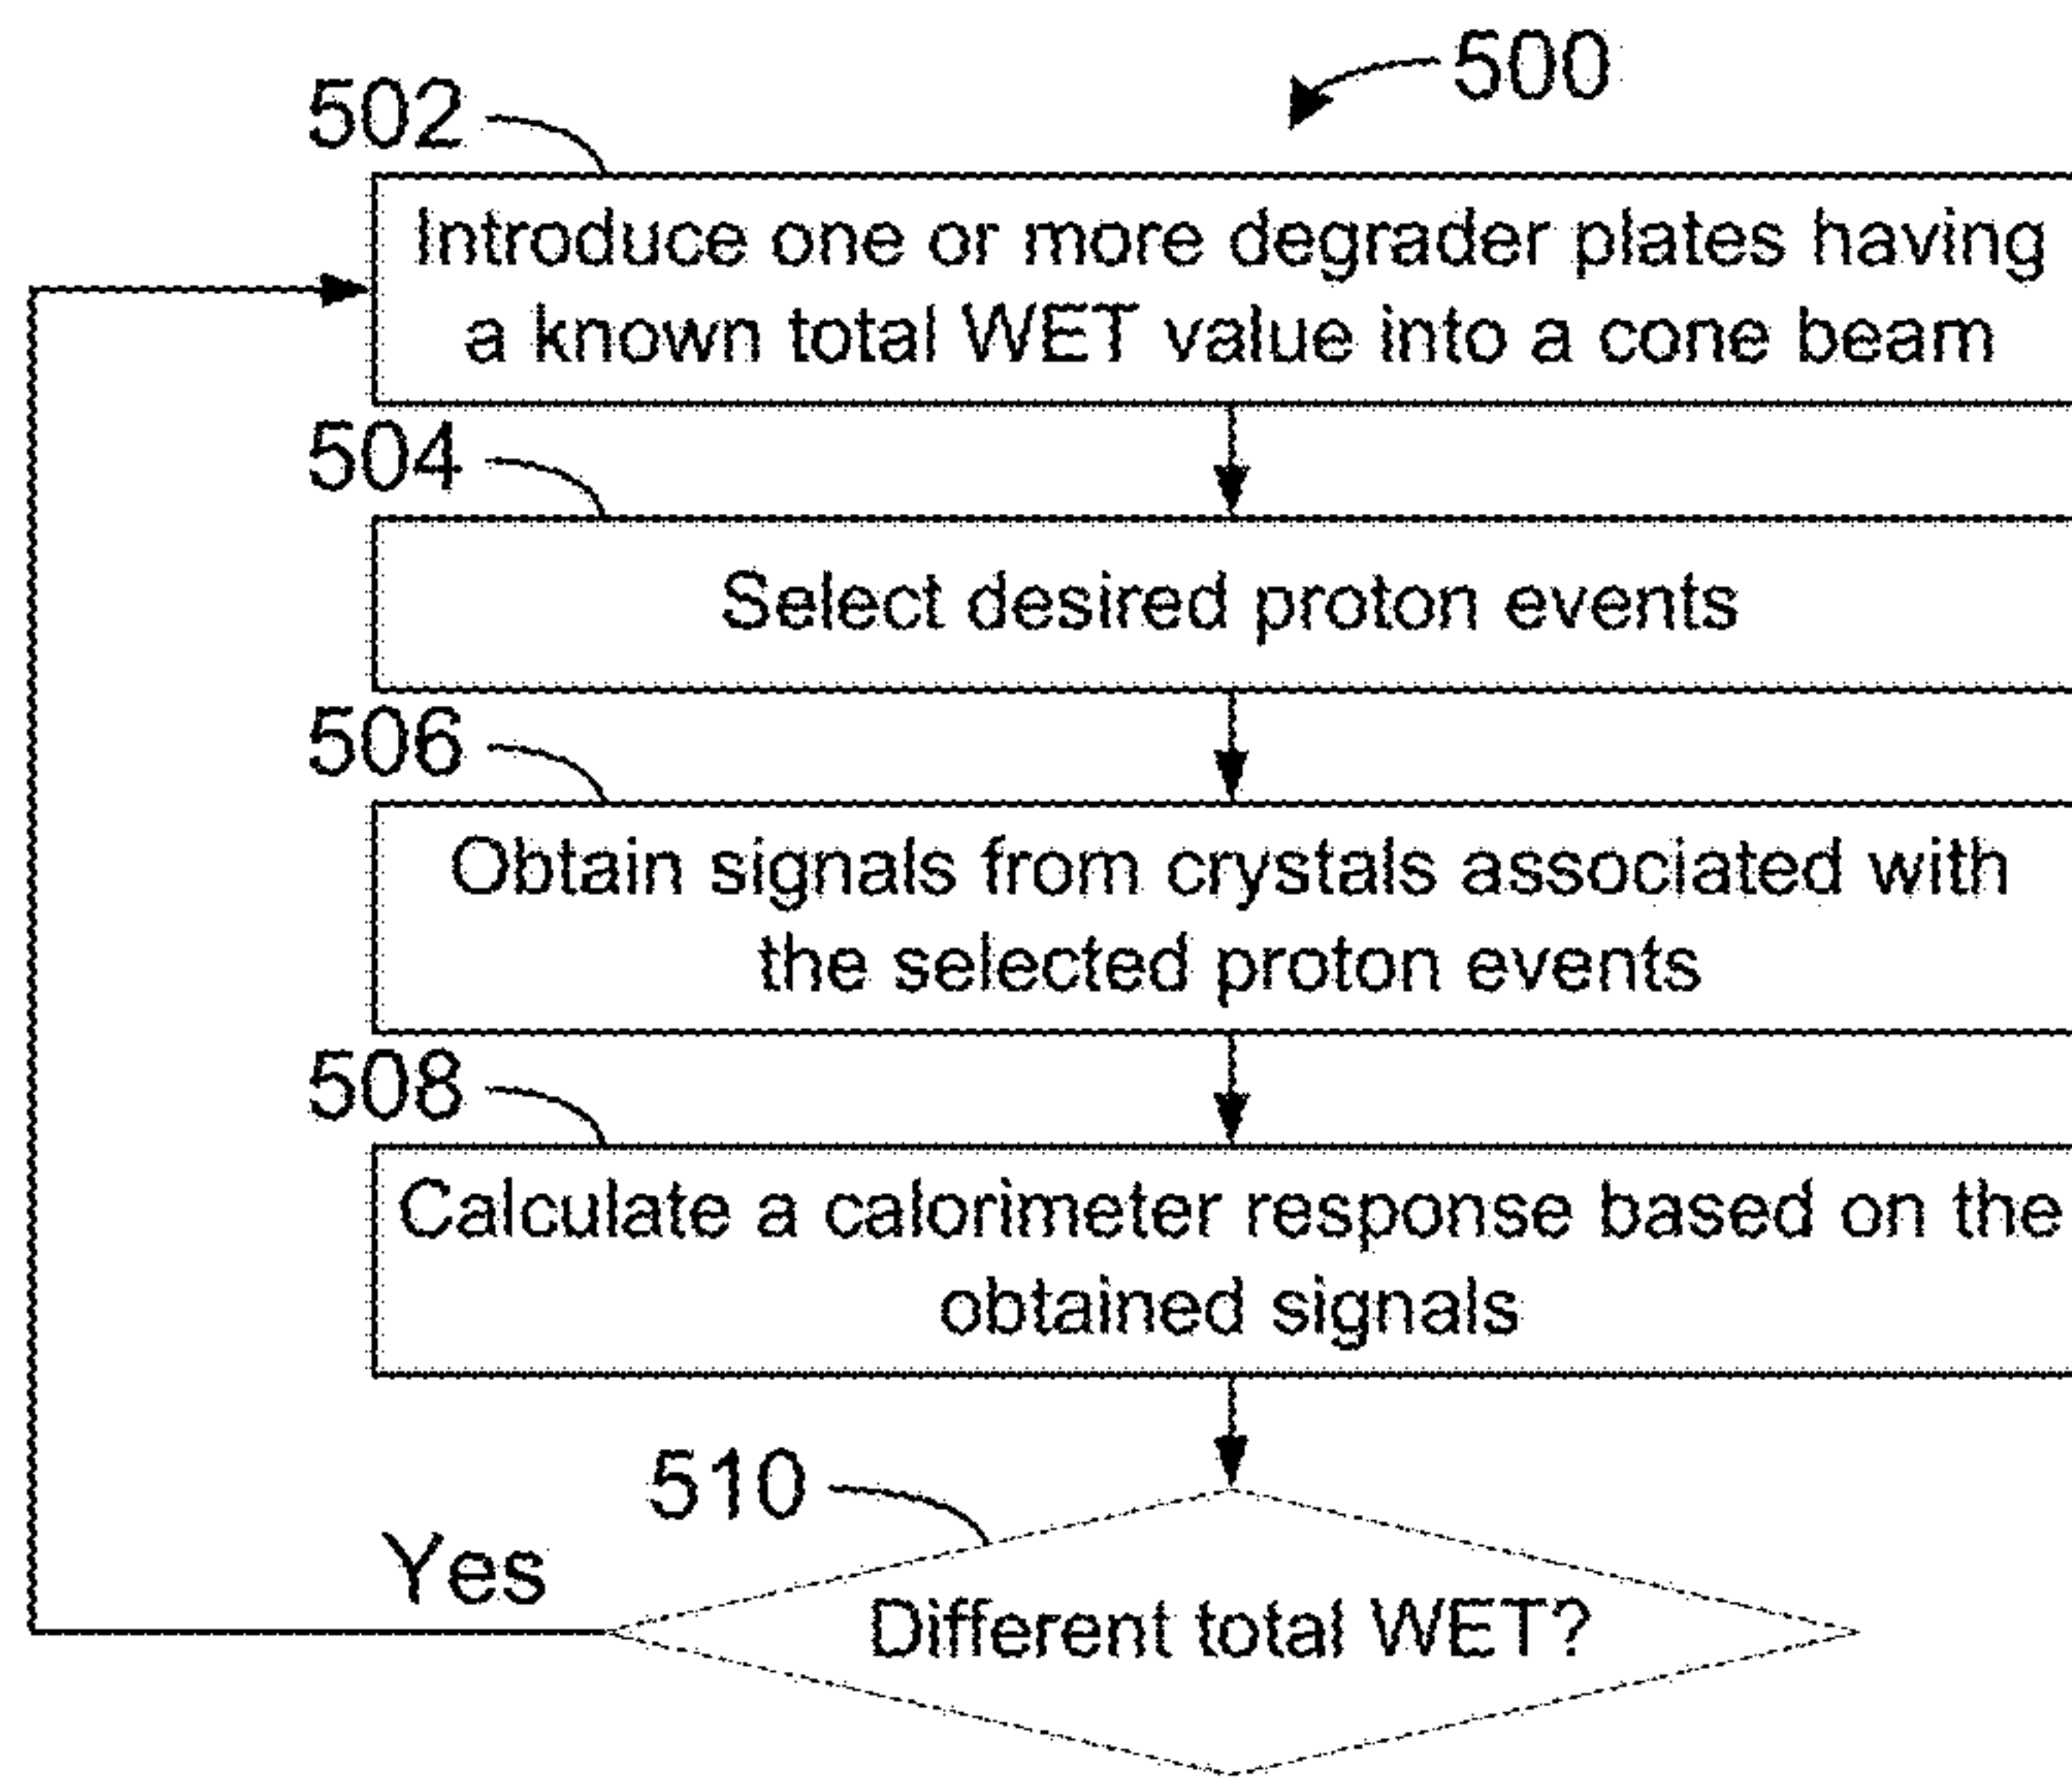 500
502
Introduce one or more degrader plates having
a known total WET value into a cone beam
504
Select desired proton events
506
Obtain signals from crystals associated with
the selected proton events
508
Calculate a calorimeter response based on the
obtained signals
510
Yes
Different total WET?